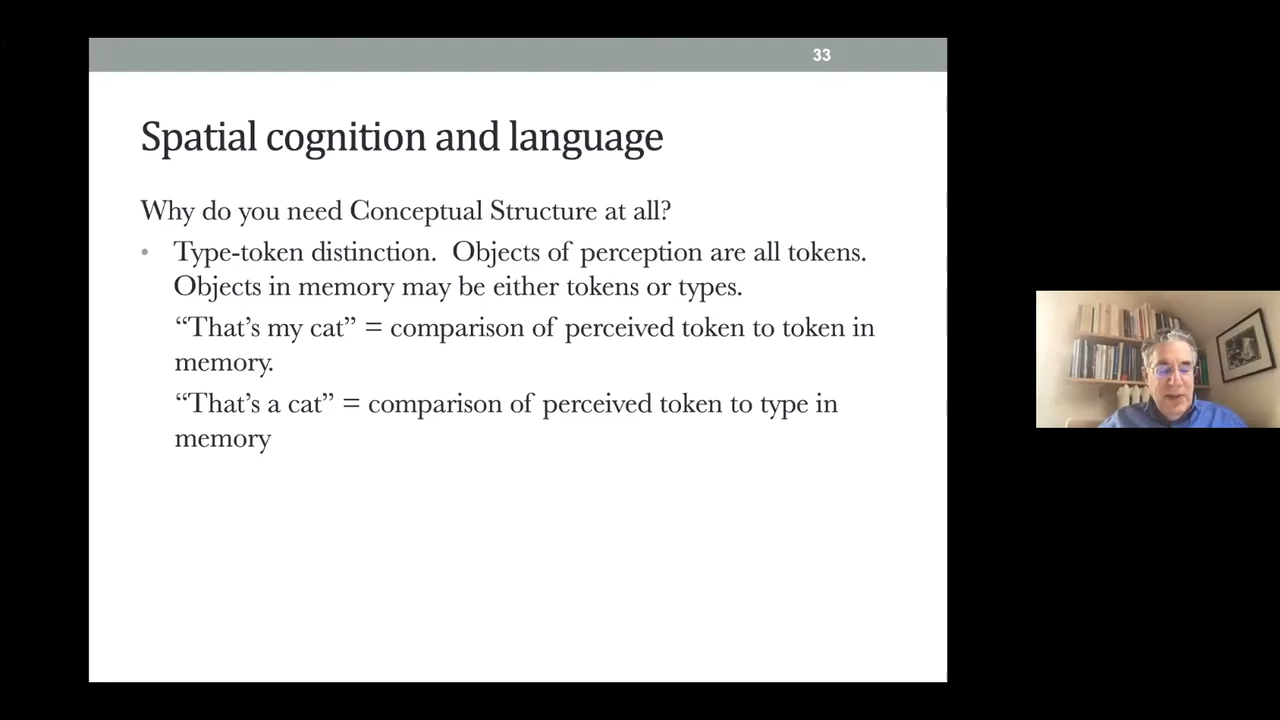 33
Spatial cognition and language
Why do you need Conceptual Structure at all?
• Type-token distinction.  Objects of perception are all tokens.
Objects in memory may be either tokens or types.
“That’s my cat” = comparison of perceived token to token in
memory.
“That’s a cat” = comparison of perceived token to type in
memory